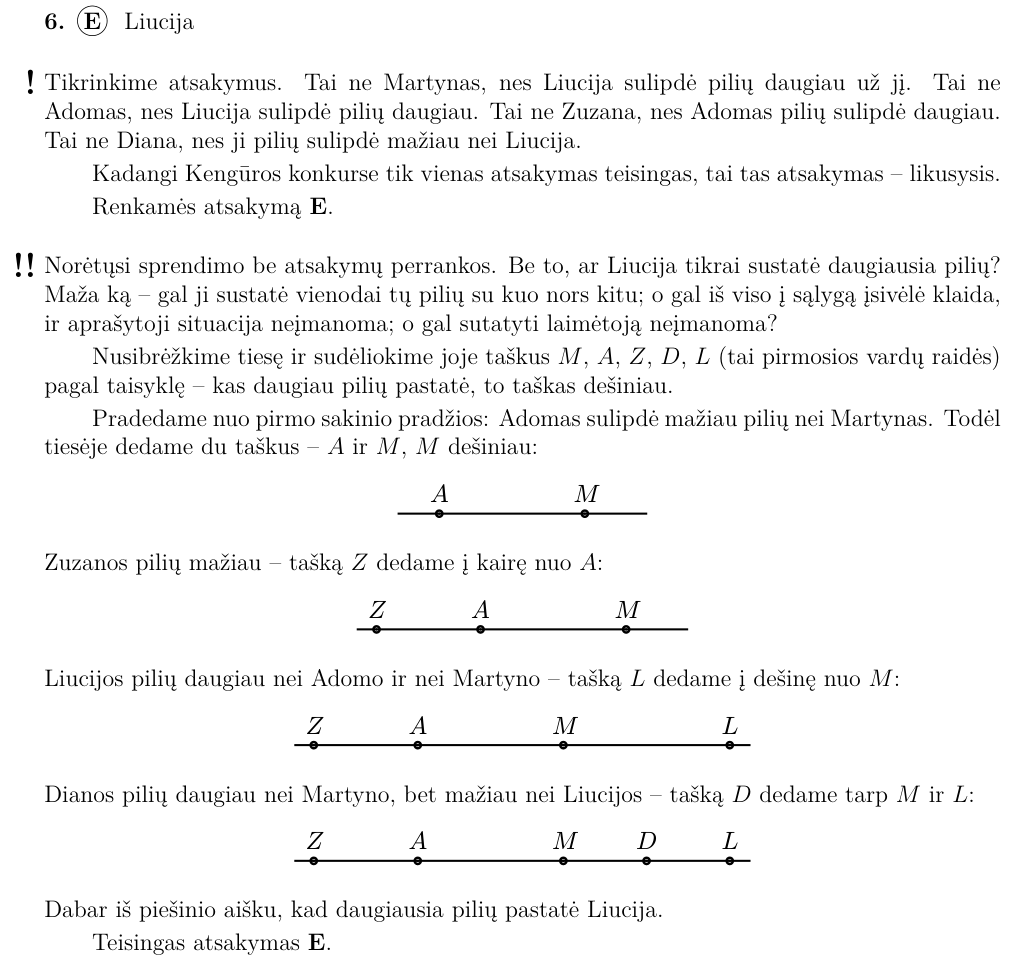 6. E Liucija
! Tikrinkime atsakymus. Tai ne Martynas, nes Liucija sulipdė pilių daugiau už jį. Tai ne
Adomas, nes Liucija sulipdė pilių daugiau. Tai ne Zuzana, nes Adomas pilių sulipdė daugiau.
Tai ne Diana, nes ji pilių sulipdė mažiau nei Liucija.
Kadangi Kengūros konkurse tik vienas atsakymas teisingas, tai tas atsakymas – likusysis.
Renkamės atsakymą E.
!! Norėtųsi sprendimo be atsakymų perrankos. Be to, ar Liucija tikrai sustatė daugiausia pilių?
Maža ką – gal ji sustatė vienodai tų pilių su kuo nors kitu; o gal iš viso į sąlygą įsivėlė klaida,
ir aprašytoji situacija neįmanoma; o gal sutatyti laimėtoją neįmanoma?
Nusibrėžkime tiesę ir sudėliokime joje taškus M, A, Z, D, L (tai pirmosios vardų raidės)
pagal taisyklę – kas daugiau pilių pastatė, to taškas dešiniau.
Pradedame nuo pirmo sakinio pradžios: Adomas sulipdė mažiau pilių nei Martynas. Todėl
tiesėje dedame du taškus – A ir M, M dešiniau:
A M
Zuzanos pilių mažiau – tašką Z dedame į kairę nuo A:
Z A M
Liucijos pilių daugiau nei Adomo ir nei Martyno – tašką L dedame į dešinę nuo M:
Z A M L
Dianos pilių daugiau nei Martyno, bet mažiau nei Liucijos – tašką D dedame tarp M ir L:
Z A M D L
Dabar iš piešinio aišku, kad daugiausia pilių pastatė Liucija.
Teisingas atsakymas E.